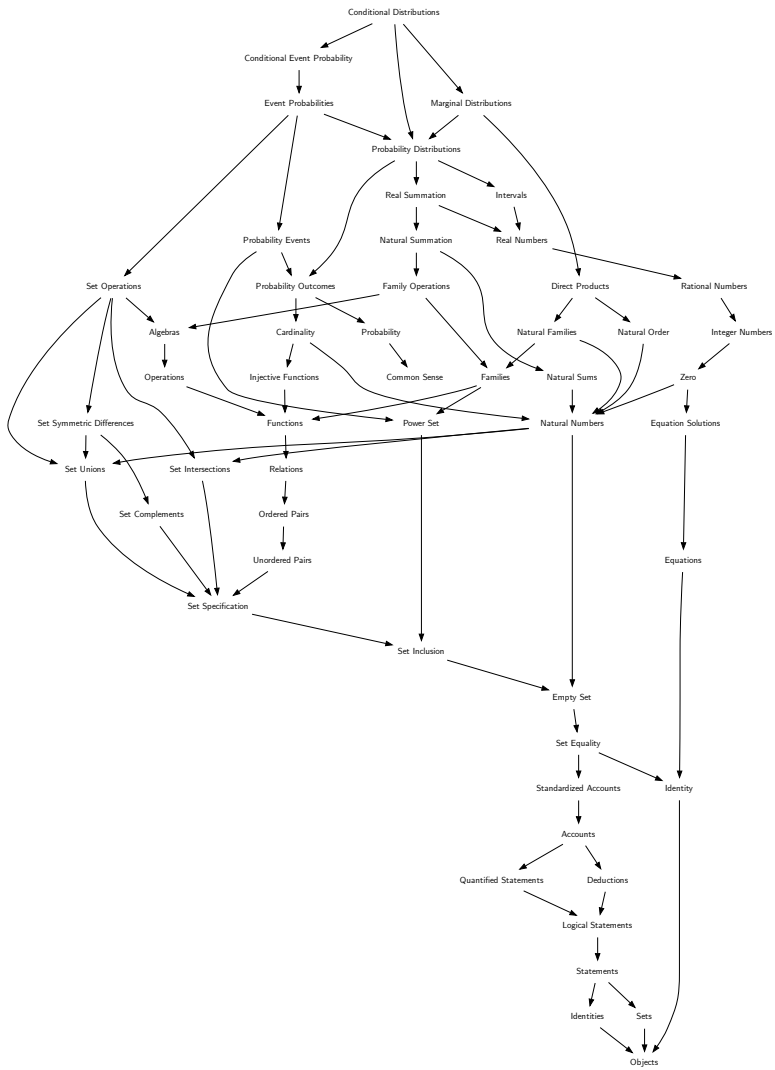 Conditional Distributions
Conditional Event Probability
Event Probabilities
Marginal Distributions
Probability Distributions
Real Summation
Intervals
Probability Events
Natural Summation
Real Numbers
Set Operations
Probability Outcomes
Family Operations
Direct Products
Rational Numbers
Algebras
Cardinality
Probability
Natural Families
Natural Order
Integer Numbers
Operations
Injective Functions
Common Sense
Families
Natural Sums
Zero
Set Symmetric Differences
Functions
Power Set
Natural Numbers
Equation Solutions
Set Unions
Set Intersections
Relations
Set Complements
Ordered Pairs
Unordered Pairs
Equations
Set Specification
Set Inclusion
Empty Set
Set Equality
Standardized Accounts
Identity
Accounts
Quantified Statements
Deductions
Logical Statements
Statements
Identities
Sets
Objects